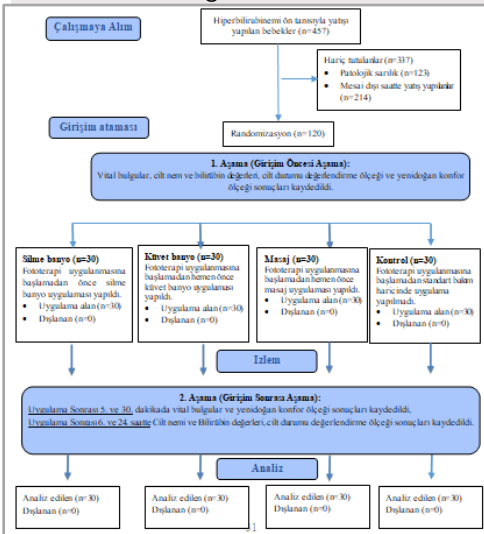 Çalışmaya Alım
Hiperbilirubinemi ön tanısıyla yatışı
yapılan bebekler (n=457)
Hariç tutulanlar (n=337)
• Patolojik sarılık (n=123)
• Mesai dışı saatte yatış yapılanlar
(n=214)
Girişim ataması
Randomizasyon (n=120)
1. Aşama (Girişim Öncesi Aşama):
Vital bulgular, cilt nem ve bilirübin değerleri, cilt durumu değerlendirme ölçeği ve yenidoğan konfor
ölçeği sonuçları kaydedildi.
Silme banyo (n=30)
Fototerapi uygulanmasına
başlamadan önce silme
banyo uygulaması yapıldı.
• Uygulama alan (n=30)
• Dışlanan (n=0)
Küvet banyo (n=30)
Fototerapi uygulanmasına
başlamadan hemen önce
küvet banyo uygulaması
yapıldı.
• Uygulama alan (n=30)
• Dışlanan (n=0)
Masaj (n=30)
Fototerapi uygulanmasına
başlamadan hemen önce
masaj uygulaması yapıldı.
• Uygulama alan (n=30)
• Dışlanan (n=0)
Kontrol (n=30)
Fototerapi uygulanmasına
başlamadan standart bakım
haricinde uygulama
yapılmadı.
• Uygulama alan (n=30)
• Dışlanan (n=0)
Izlem
2. Aşama (Girişim Sonrası Aşama):
Uygulama Sonrası 5. ve 30. dakikada vital bulgular ve yenidoğan konfor ölçeği sonuçları kaydedildi,
Uygulama Sonrası 6. ve 24. saatte Cilt nemi ve Bilirübin değerleri, cilt durumu değerlendirme ölçeği sonuçları kaydedildi.
Analiz
Analiz edilen (n=30)
Dışlanan (n=0)
Analiz edilen (n=30)
Dışlanan (n=0)
Analiz edilen (n=30)
Dışlanan (n=0)
Analiz edilen (n=30)
Dışlanan (n=0)
31